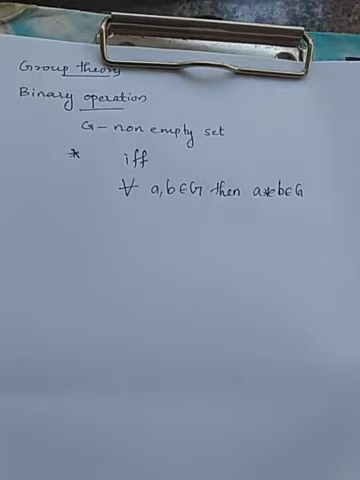 Group theory
Binary operation
G - non empty set
* iff
∀ a, b ∈ G then a * b ∈ G